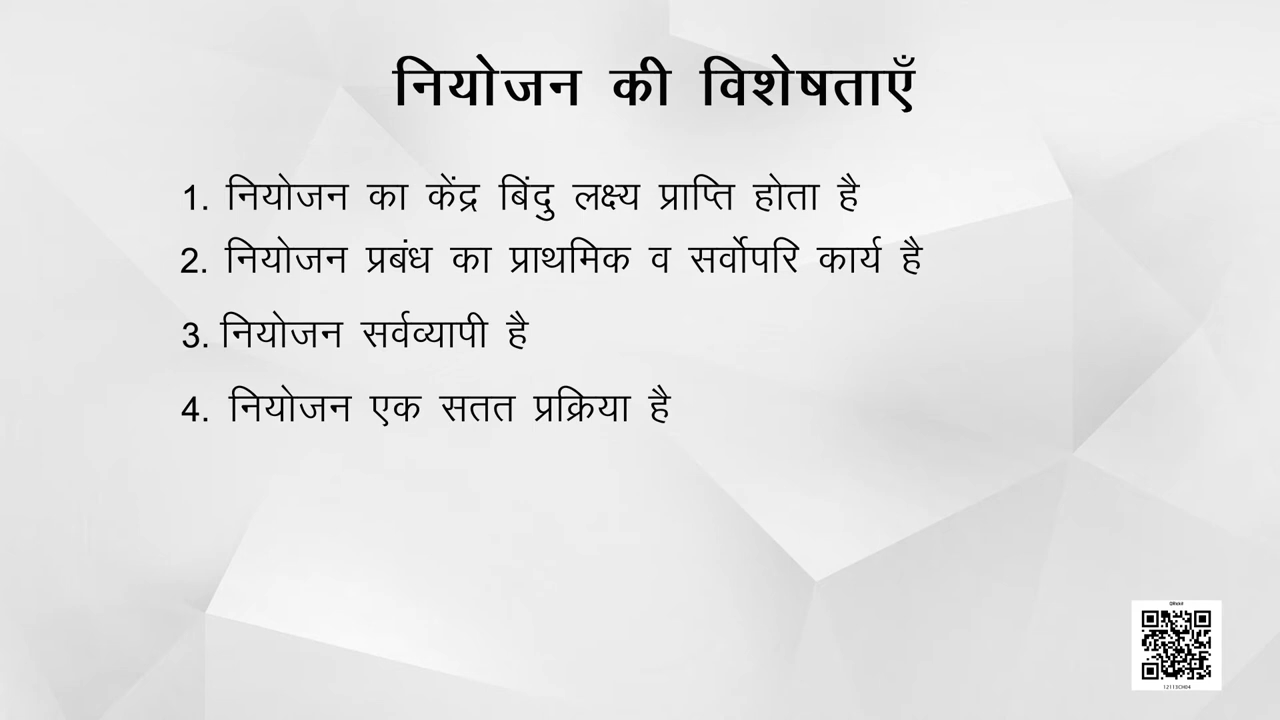 नियोजन की विशेषताएँ
1. नियोजन का केंद्र बिंदु लक्ष्य प्राप्ति होता है
2. नियोजन प्रबंध का प्राथमिक व सर्वोपरि कार्य है
3. नियोजन सर्वव्यापी है
4. नियोजन एक सतत प्रक्रिया है
12113CH04